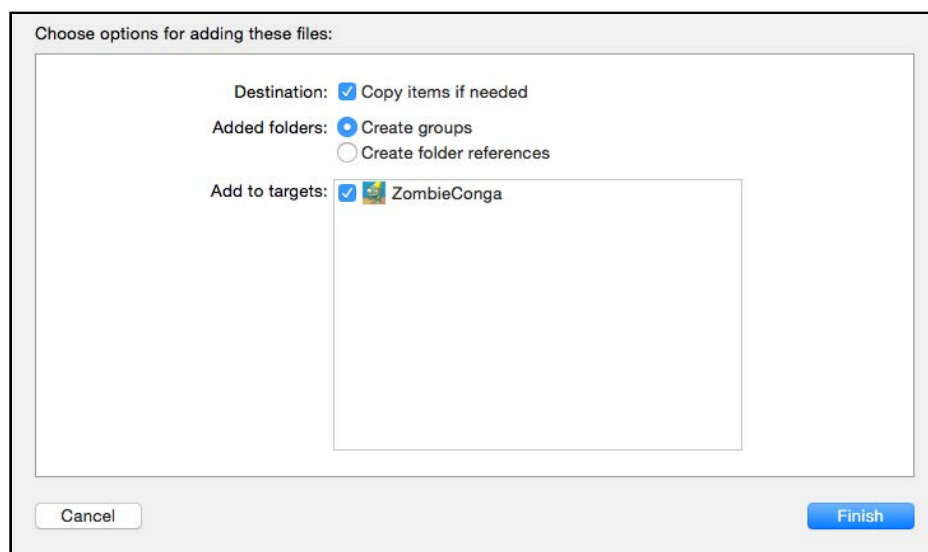 Choose options for adding these files:
Destination: Copy items if needed
Added folders: Create groups
Create folder references
Add to targets: ZombieConga
Cancel Finish